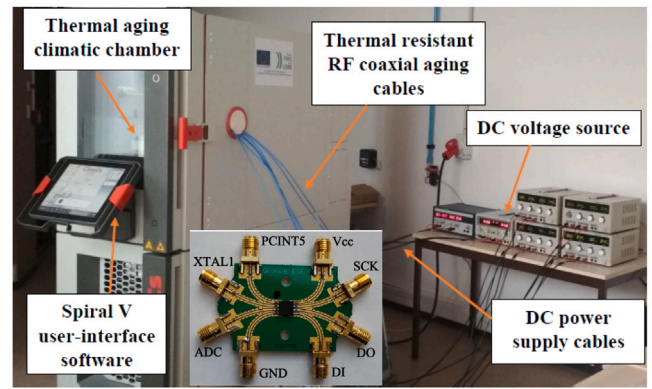 Thermal aging
climatic chamber
Thermal resistant
RF coaxial aging
cables
DC voltage source
PCINT5
Vcc
XTAL1
SCK
ADC
DO
GND
DI
Spiral V
user-interface
software
DC power
supply cables